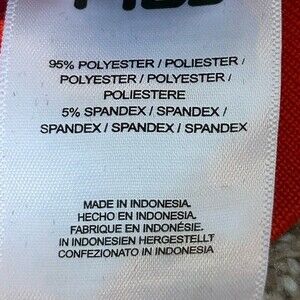 95% POLYESTER / POLIESTER /
POLYESTER / POLYESTER /
POLIESTERE
5% SPANDEX / SPANDEX /
SPANDEX / SPANDEX / SPANDEX
MADE IN INDONESIA.
HECHO EN INDONESIA.
FABRIQUE EN INDONÉSIE.
IN INDONESIEN HERGESTELLT
CONFEZIONATO IN INDONESIA